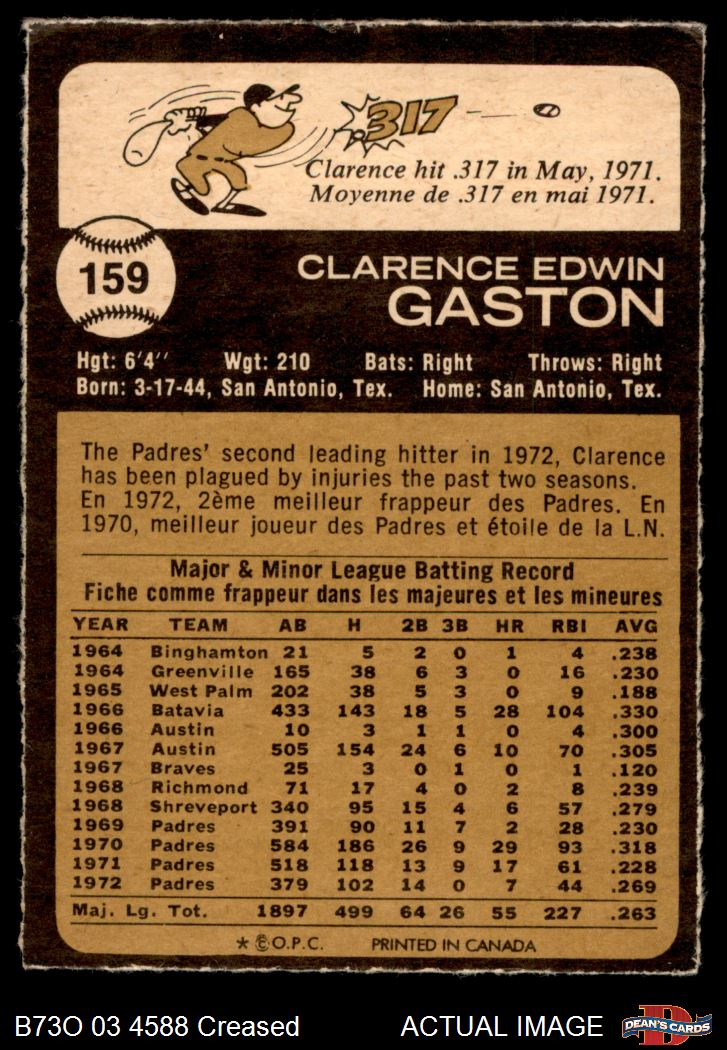 .317
Clarence hit .317 in May, 1971.
Moyenne de .317 en mai 1971.
159
CLARENCE EDWIN
GASTON
Hgt: 6'4'' Wgt: 210 Bats: Right Throws: Right
Born: 3-17-44, San Antonio, Tex. Home: San Antonio, Tex.
The Padres' second leading hitter in 1972, Clarence
has been plagued by injuries the past two seasons.
En 1972, 2ème meilleur frappeur des Padres. En
1970, meilleur joueur des Padres et étoile de la L.N.
Major & Minor League Batting Record
Fiche comme frappeur dans les majeures et les mineures
YEAR TEAM AB H 2B 3B HR RBI AVG
1964 Binghamton 21 5 2 0 1 4 .238
1964 Greenville 165 38 6 3 0 16 .230
1965 West Palm 202 38 5 3 0 9 .188
1966 Batavia 433 143 18 5 28 104 .330
1966 Austin 10 3 1 1 0 4 .300
1967 Austin 505 154 24 6 10 70 .305
1967 Braves 25 3 0 1 0 1 .120
1968 Richmond 71 17 4 0 2 8 .239
1968 Shreveport 340 95 15 4 6 57 .279
1969 Padres 391 90 11 7 2 28 .230
1970 Padres 584 186 26 9 29 93 .318
1971 Padres 518 118 13 9 17 61 .228
1972 Padres 379 102 14 0 7 44 .269
Maj. Lg. Tot. 1897 499 64 26 55 227 .263
* © O.P.C. PRINTED IN CANADA
B73O 03 4588 Creased ACTUAL IMAGE D DEAN'S CARDS